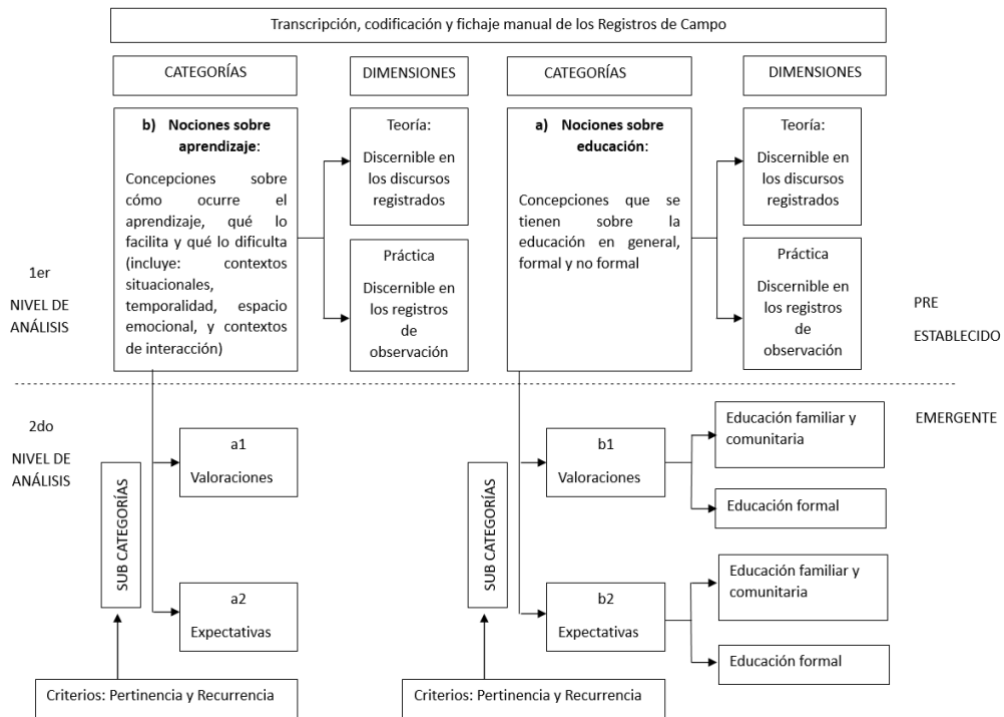 Transcripción, codificación y fichaje manual de los Registros de Campo
CATEGORÍAS
DIMENSIONES
CATEGORÍAS
DIMENSIONES
b) Nociones sobre
aprendizaje:
Concepciones sobre
cómo ocurre el
aprendizaje, qué lo
facilita y qué lo dificulta
(incluye: contextos
situacionales,
temporalidad, espacio
emocional, y contextos
de interacción)
Teoría:
Discernible en
los discursos
registrados
Práctica
Discernible en
los registros
de
observación
a) Nociones sobre
educación:
Concepciones que se
tienen sobre la
educación en general,
formal y no formal
Teoría:
Discernible en
los discursos
registrados
Práctica
Discernible en
los registros de
observación
1er
NIVEL DE
ANÁLISIS
PRE
ESTABLECIDO
2do
NIVEL DE
ANÁLISIS
EMERGENTE
SUB CATEGORÍAS
a1
Valoraciones
a2
Expectativas
Criterios: Pertinencia y Recurrencia
SUB CATEGORÍAS
b1
Valoraciones
Educación familiar y
comunitaria
Educación formal
b2
Expectativas
Educación familiar y
comunitaria
Educación formal
Criterios: Pertinencia y Recurrencia